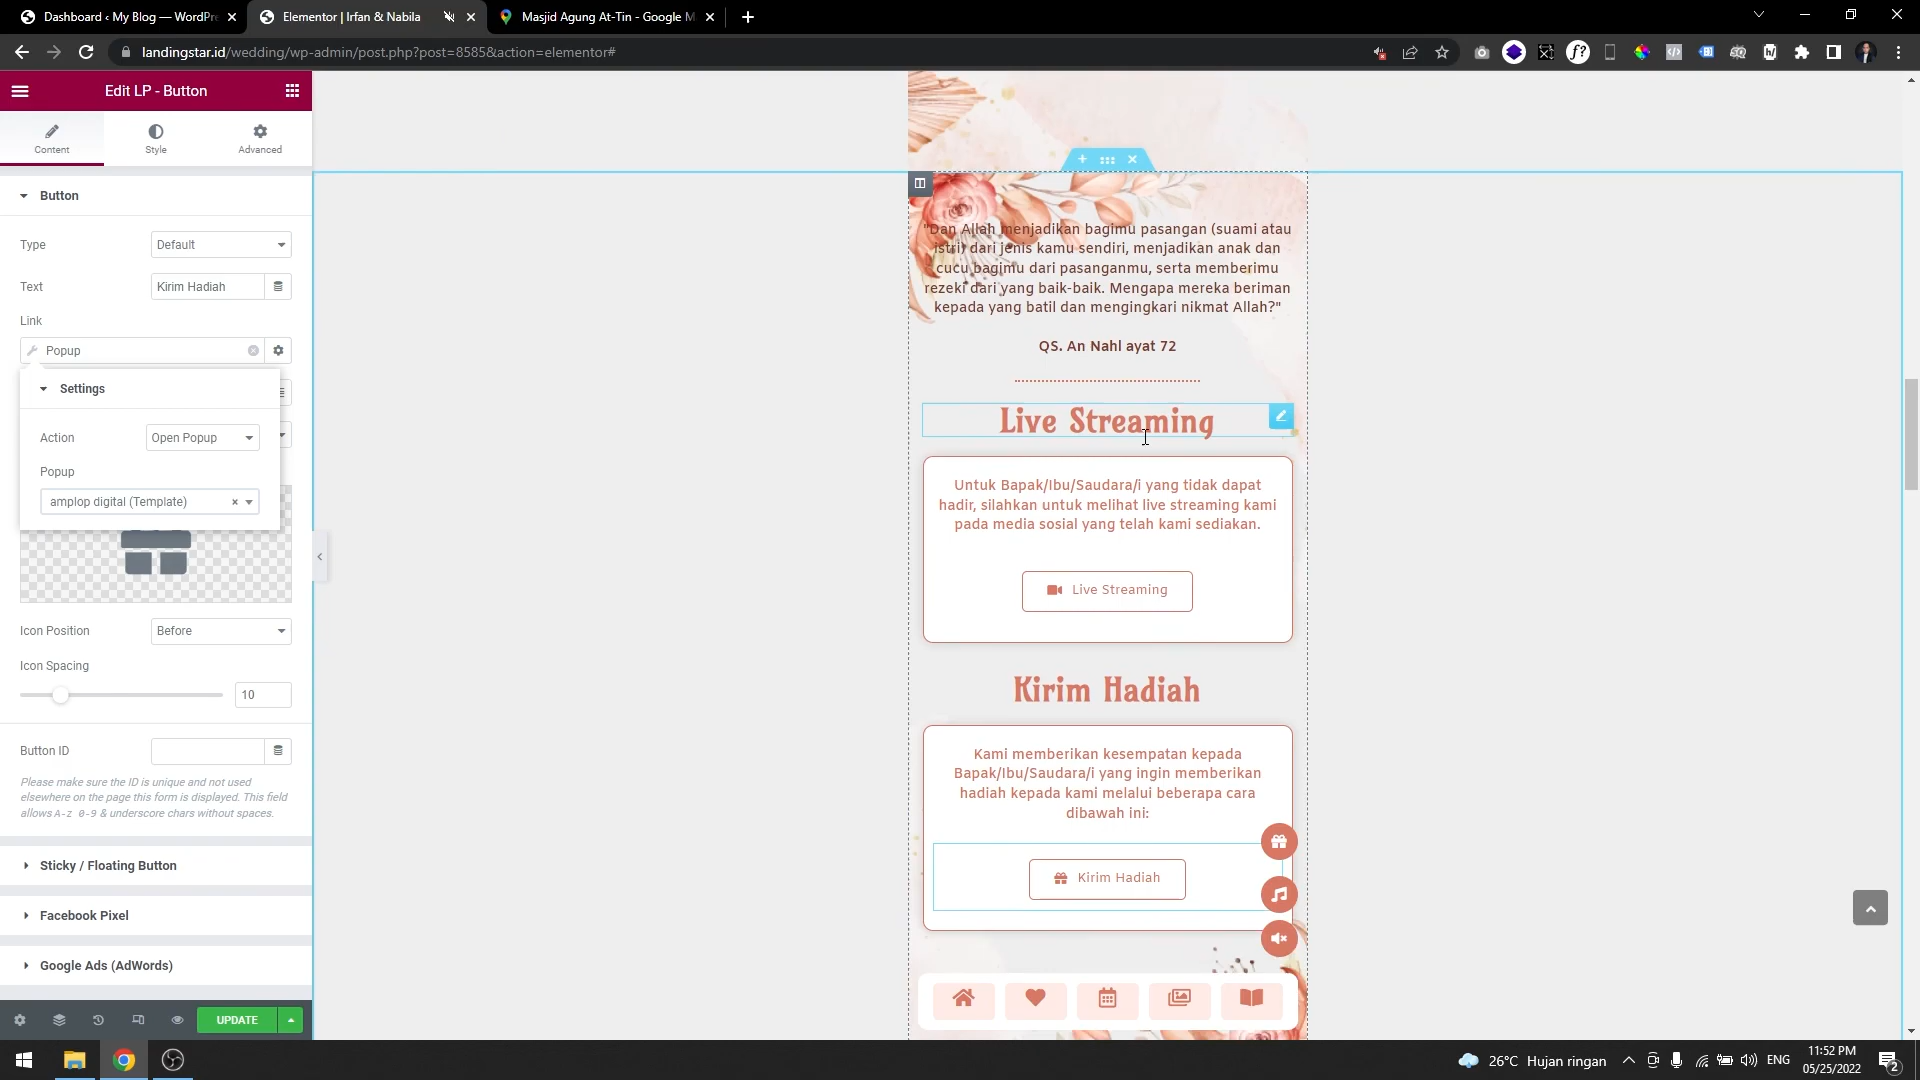 Dashboard ‹ My Blog — WordPr
Elementor | Irfan & Nabila
Masjid Agung At-Tin - Google M
landingstar.id/wedding/wp-admin/post.php?post=8585&action=elementor#
Edit LP - Button
Content
Style
Advanced
Button
Type
Default
Text
Kirim Hadiah
Link
Popup
Settings
Action
Open Popup
Popup
amplop digital (Template)
Icon Position
Before
Icon Spacing
10
Button ID
Please make sure the ID is unique and not used
elsewhere on the page this form is displayed. This field
allows A-z 0-9 & underscore chars without spaces.
Sticky / Floating Button
Facebook Pixel
Google Ads (AdWords)
UPDATE
"Dan Allah menjadikan bagimu pasangan (suami atau
istri) dari jenis kamu sendiri, menjadikan anak dan
cucu bagimu dari pasanganmu, serta memberimu
rezeki dari yang baik-baik. Mengapa mereka beriman
kepada yang batil dan mengingkari nikmat Allah?"
QS. An Nahl ayat 72
Live Streaming
Untuk Bapak/Ibu/Saudara/i yang tidak dapat
hadir, silahkan untuk melihat live streaming kami
pada media sosial yang telah kami sediakan.
Live Streaming
Kirim Hadiah
Kami memberikan kesempatan kepada
Bapak/Ibu/Saudara/i yang ingin memberikan
hadiah kepada kami melalui beberapa cara
dibawah ini:
Kirim Hadiah
26°C Hujan ringan
ENG
11:52 PM
05/25/2022
2